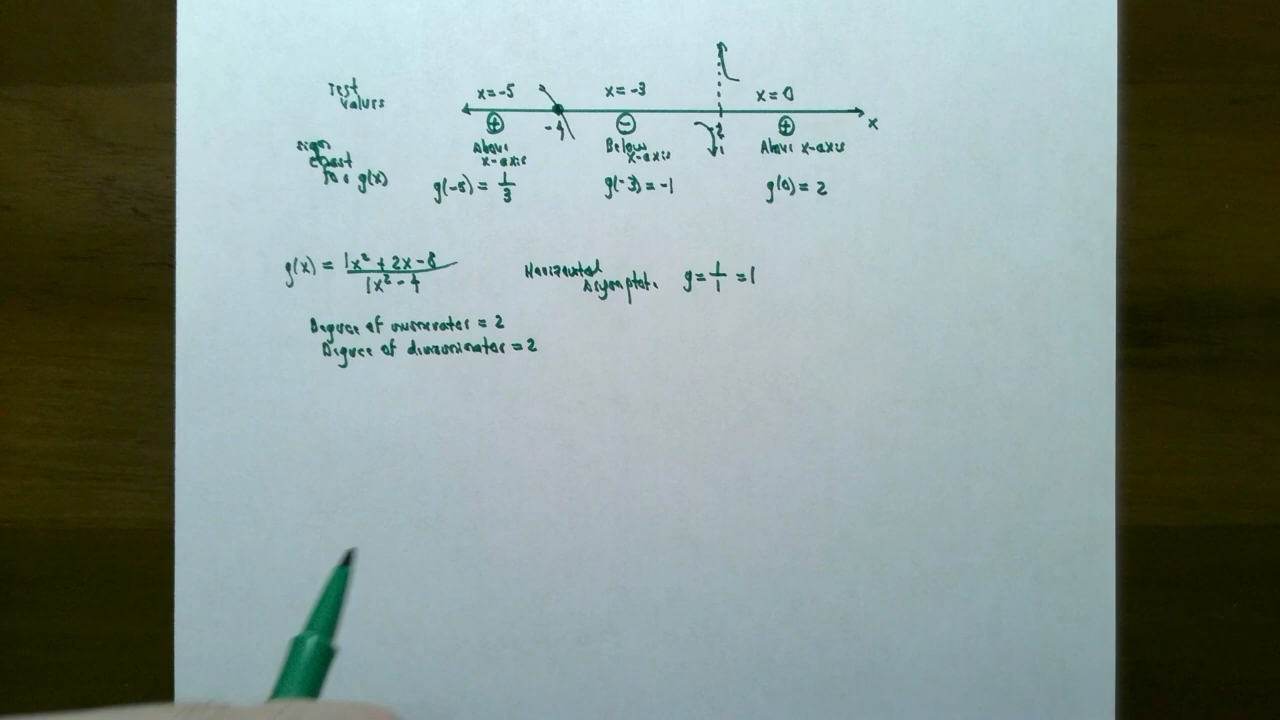 Test values
x=-5 x=-3 x=0
-4 -2 x
+ - +
sign chart for g(x)
Above x-axis Below x-axis Above x-axis
g(-5) = 1/3 g(-3) = -1 g(0) = 2
g(x) = 1x² + 2x - 8 / 1x² - 4
Horizontal Asymptote y = 1/1 = 1
Degree of numerator = 2
Degree of denominator = 2